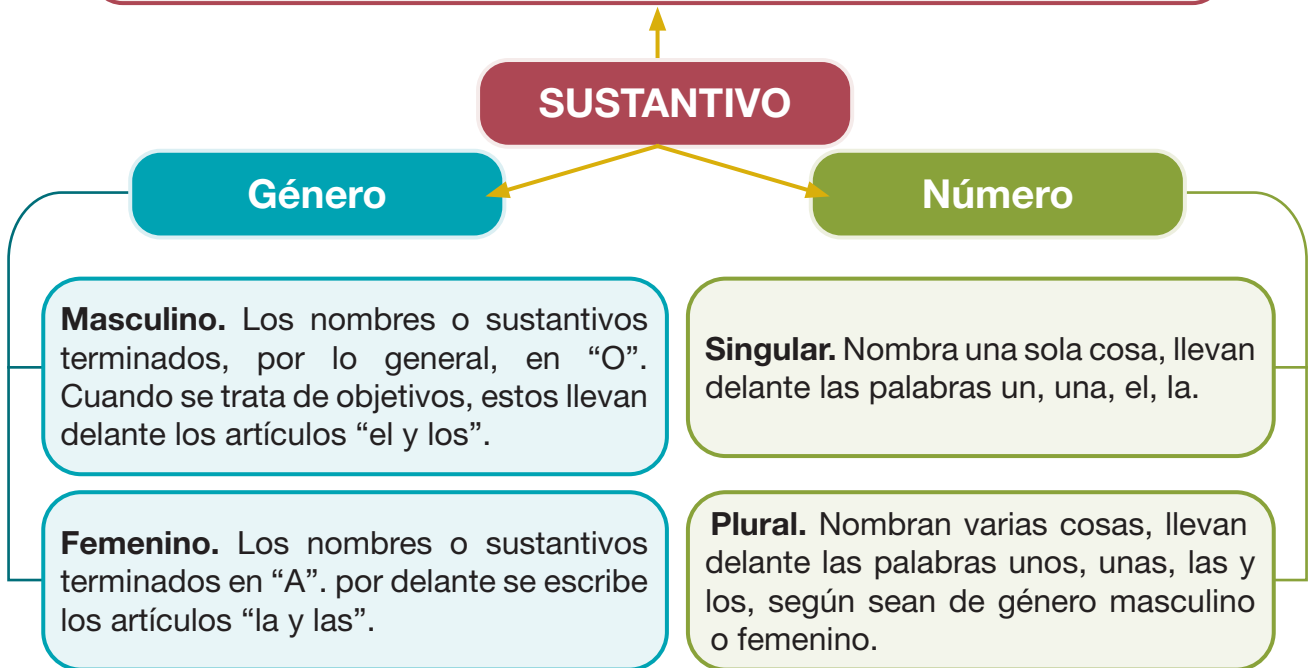 SUSTANTIVO
Género
Número
Masculino. Los nombres o sustantivos
terminados, por lo general, en “O”.
Cuando se trata de objetivos, estos llevan
delante los artículos “el y los”.
Femenino. Los nombres o sustantivos
terminados en “A”. por delante se escribe
los artículos “la y las”.
Singular. Nombra una sola cosa, llevan
delante las palabras un, una, el, la.
Plural. Nombran varias cosas, llevan
delante las palabras unos, unas, las y
los, según sean de género masculino
o femenino.